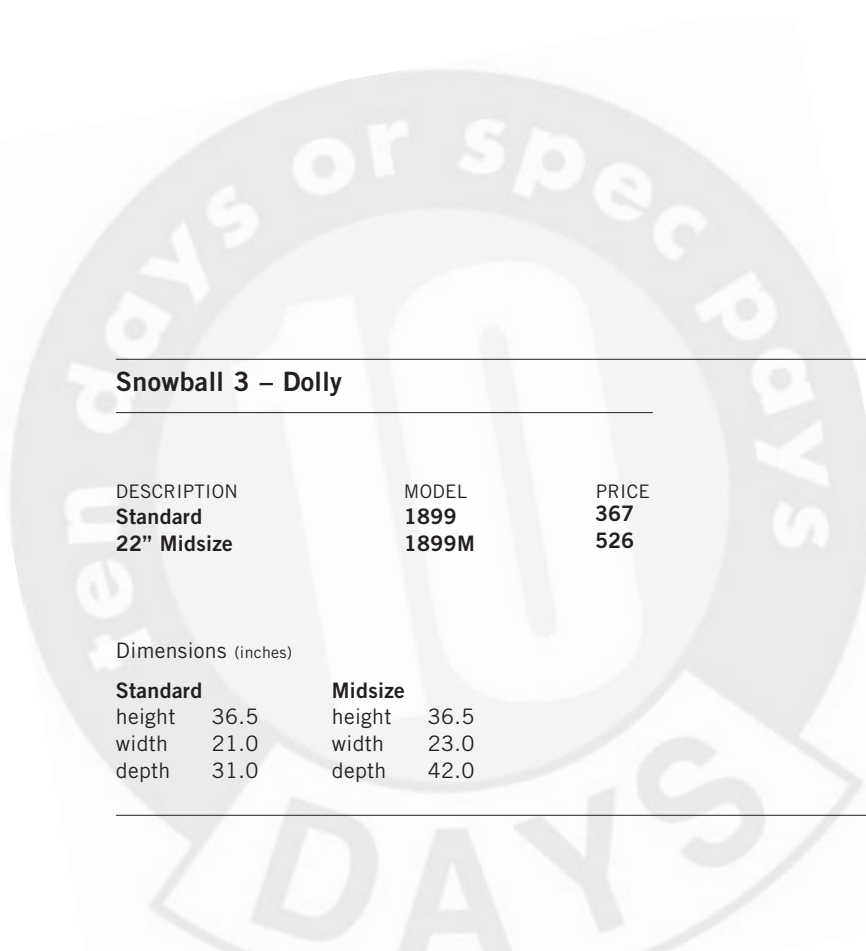 ten days or spec pays
10
DAYS
Snowball 3 – Dolly
DESCRIPTION MODEL PRICE
Standard 1899 367
22” Midsize 1899M 526
Dimensions (inches)
Standard Midsize
height 36.5 height 36.5
width 21.0 width 23.0
depth 31.0 depth 42.0